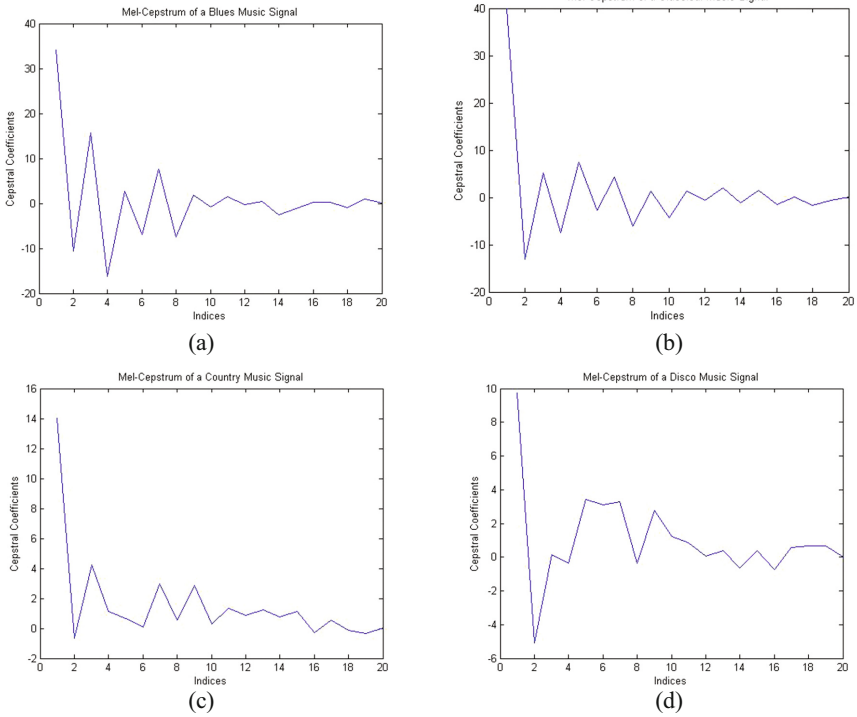 Mel-Cepstrum of a Blues Music Signal
40
30
20
10
0
-10
-20
Cepstral Coefficients
0 2 4 6 8 10 12 14 16 18 20
Indices
(a)
40
30
20
10
0
-10
-20
Cepstral Coefficients
0 2 4 6 8 10 12 14 16 18 20
Indices
(b)
Mel-Cepstrum of a Country Music Signal
16
14
12
10
8
6
4
2
0
-2
Cepstral Coefficients
0 2 4 6 8 10 12 14 16 18 20
Indices
(c)
Mel-Cepstrum of a Disco Music Signal
10
8
6
4
2
0
-2
-4
-6
Cepstral Coefficients
0 2 4 6 8 10 12 14 16 18 20
Indices
(d)